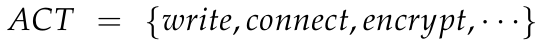 ACT = {write, connect, encrypt, · · ·}